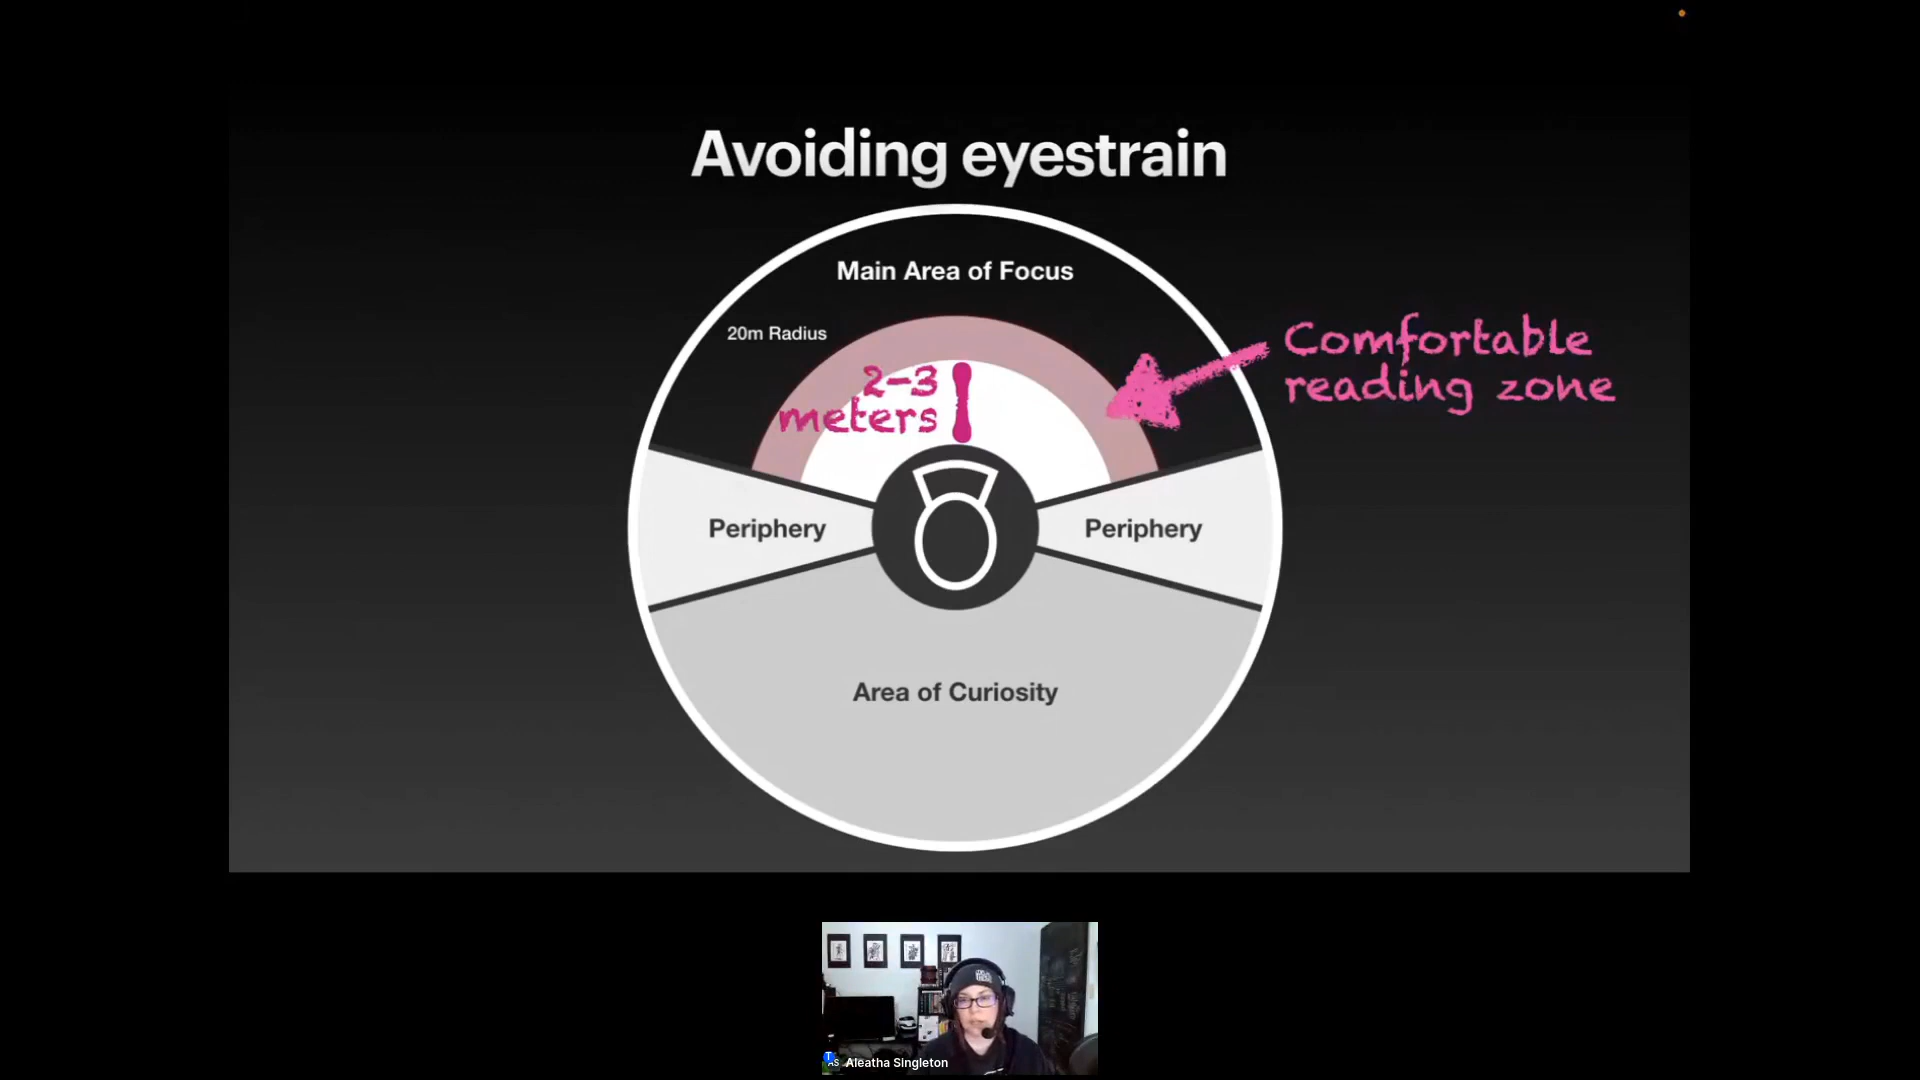 Avoiding eyestrain
Main Area of Focus
20m Radius
Comfortable
reading zone
2-3
meters
Periphery
Periphery
Area of Curiosity
T
AS
Aleatha Singleton